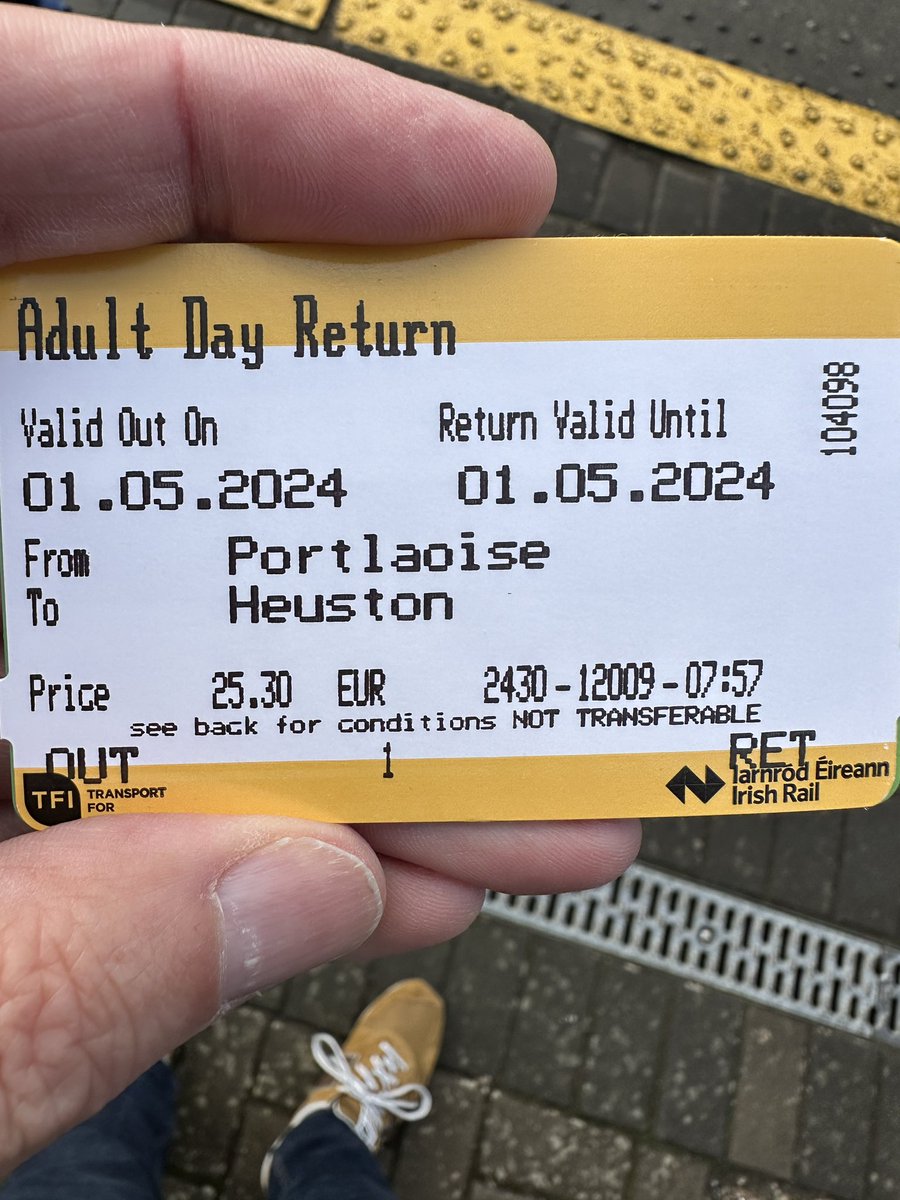 Adult Day Return
Valid Out On Return Valid Until
104098
01.05.2024 01.05.2024
From Portlaoise
To Heuston
Price 25.30 EUR 2430-12009-07:57
see back for conditions NOT TRANSFERABLE
OUT 1 RET
TFI TRANSPORT FOR
Iarnród Éireann
Irish Rail